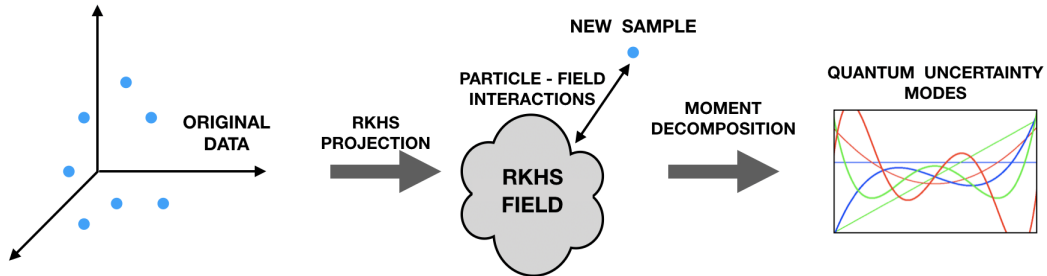 ORIGINAL
DATA
RKHS
PROJECTION
NEW SAMPLE
PARTICLE - FIELD
INTERACTIONS
RKHS
FIELD
MOMENT
DECOMPOSITION
QUANTUM UNCERTAINTY
MODES